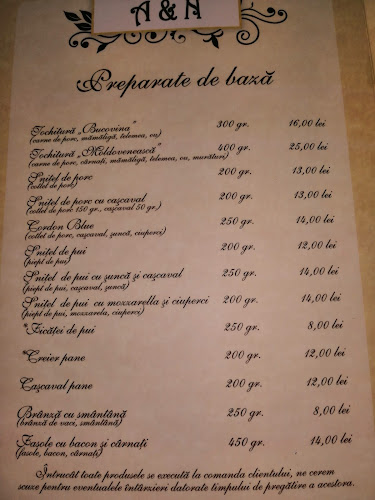 A & A
Preparate de bază
Tochitură „Bucovina" 300 gr. 16,00 lei
(carne de porc, mămăligă, telemea, ou)
Tochitură „Moldovenească" 400 gr. 25,00 lei
(carne de porc, cârnați, mămăligă, telemea, ou, murături)
Snitel de porc 200 gr. 13,00 lei
(cotlet de porc)
Snitel de porc cu cașcaval 200 gr. 13,00 lei
(cotlet de porc 150 gr., cașcaval 50 gr.)
Cordon Blue 250 gr. 14,00 lei
(cotlet de porc, cașcaval, șuncă, ciuperci)
Snitel de pui 200 gr. 12,00 lei
(piept de pui)
Snitel de pui cu șuncă și cașcaval 250 gr. 14,00 lei
(piept de pui, cașcaval, șuncă)
Snitel de pui cu mozzarella și ciuperci 200 gr. 14,00 lei
(piept de pui, mozzarela, ciuperci)
*Ficăței de pui 250 gr. 8,00 lei
*Creier pane 200 gr. 12,00 lei
Cașcaval pane 200 gr. 12,00 lei
Brânză cu smântână 250 gr. 8,00 lei
(brânză de vaci, smântână)
Fasole cu bacon și cârnați 450 gr. 14,00 lei
(fasole, bacon, cârnați)
Întrucât toate produsele se execută la comanda clientului, ne cerem
scuze pentru eventualele întârzieri datorate timpului de pregătire a acestora.